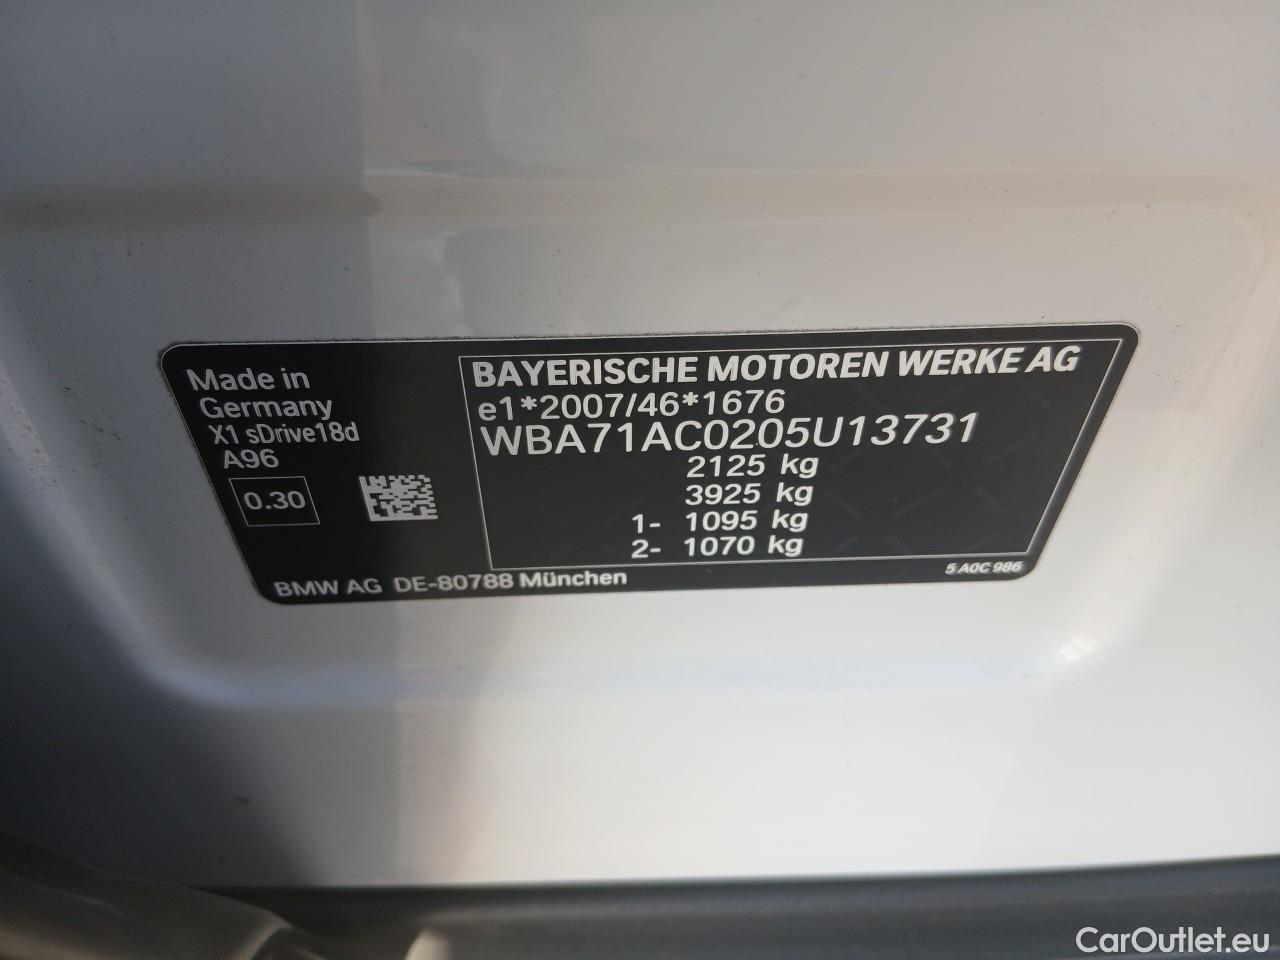 Made in
Germany
X1 sDrive18d
A96
0.30
BAYERISCHE MOTOREN WERKE AG
e1*2007/46*1676
WBA71AC0205U13731
2125 kg
3925 kg
1- 1095 kg
2- 1070 kg
BMW AG DE-80788 München
5 A0C 986
CarOutlet.eu